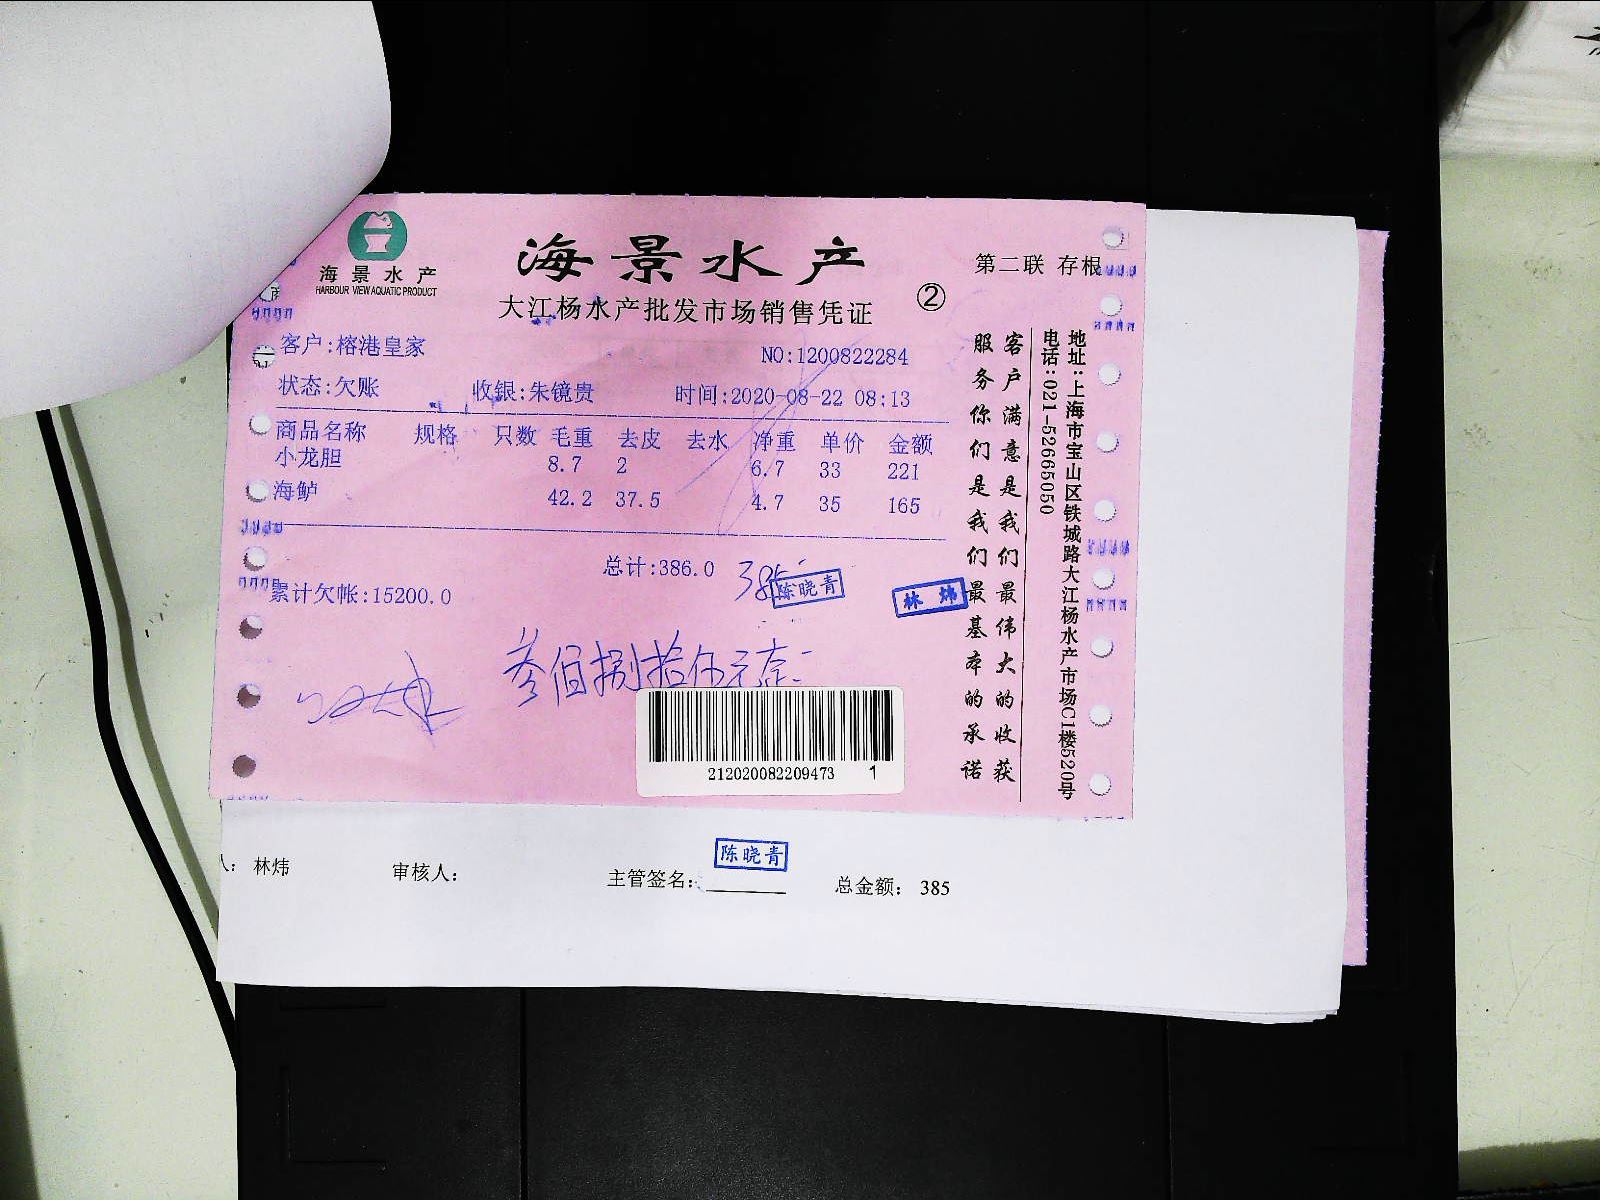 海景水产
HARBOUR VIEW AQUATIC PRODUCT
海景水产
大江杨水产批发市场销售凭证
②
第二联 存根
客户:榕港皇家
NO:1200822284
状态:欠账 收银:朱镜贵 时间:2020-08-22 08:13
商品名称 规格 只数 毛重 去皮 去水 净重 单价 金额
小龙胆 8.7 2 6.7 33 221
海鲈 42.2 37.5 4.7 35 165
总计:386.0
385
陈晓青
林炜
累计欠帐:15200.0
叁佰捌拾伍元
212020082209473 1
客户满意是我们最伟大的收获
服务你们是我们最基本的承诺
地址:上海市宝山区铁城路大江杨水产市场C1楼520号
电话:021-52665050
人: 林炜 审核人: 主管签名: 总金额: 385
陈晓青